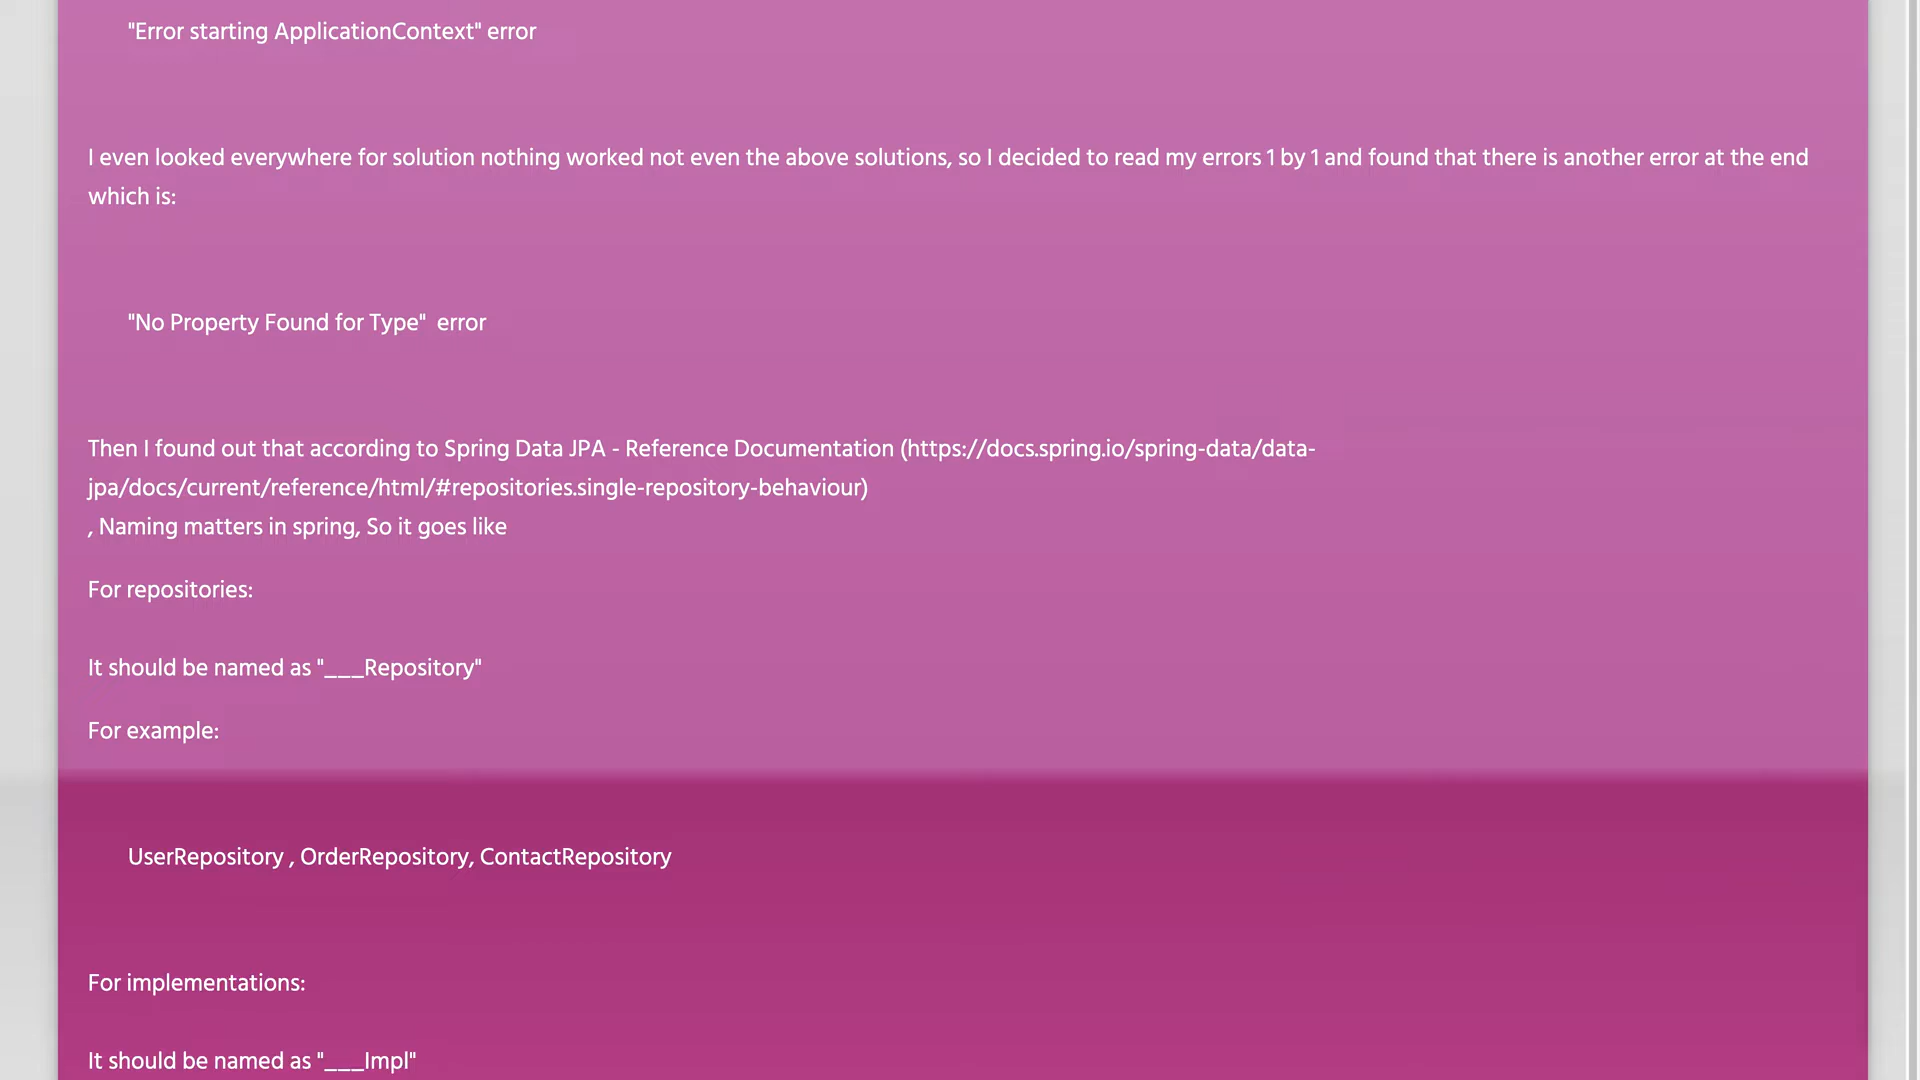 "Error starting ApplicationContext" error
I even looked everywhere for solution nothing worked not even the above solutions, so I decided to read my errors 1 by 1 and found that there is another error at the end
which is:
"No Property Found for Type"  error
Then I found out that according to Spring Data JPA - Reference Documentation (https://docs.spring.io/spring-data/data-
jpa/docs/current/reference/html/#repositories.single-repository-behaviour)
, Naming matters in spring, So it goes like
For repositories:
It should be named as "___Repository"
For example:
UserRepository , OrderRepository, ContactRepository
For implementations:
It should be named as "___Impl"